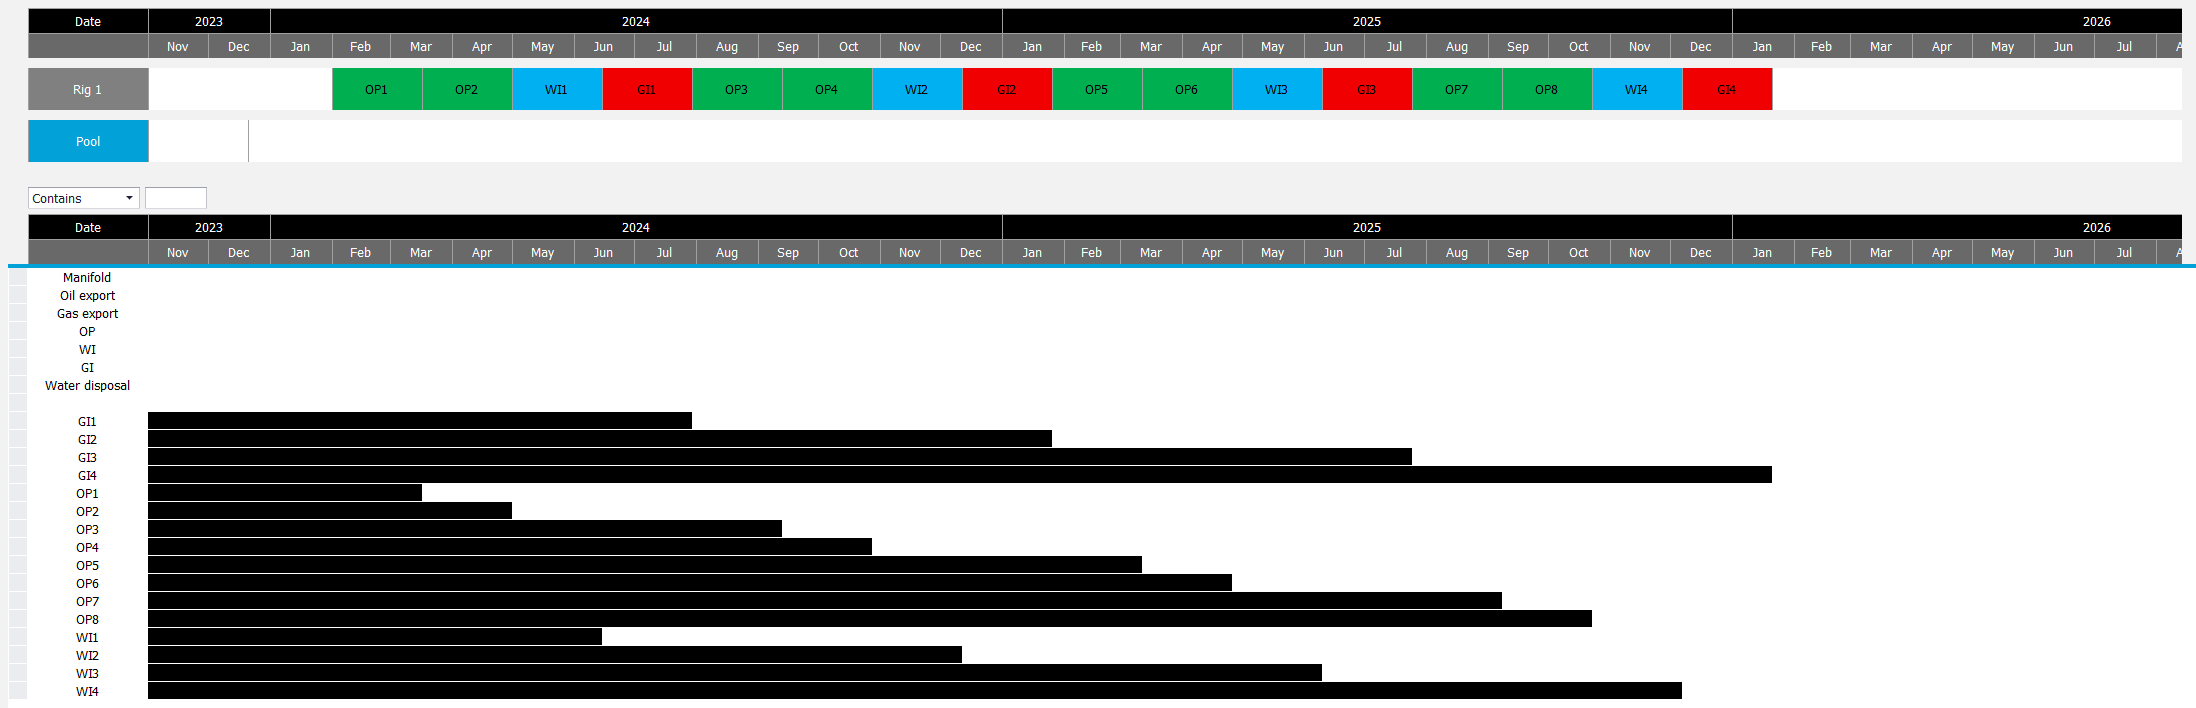 Date 2023 2024 2025 2026
Nov Dec Jan Feb Mar Apr May Jun Jul Aug Sep Oct Nov Dec Jan Feb Mar Apr May Jun Jul Aug Sep Oct Nov Dec Jan Feb Mar Apr May Jun Jul
Rig 1 OP1 OP2 WI1 GI1 OP3 OP4 WI2 GI2 OP5 OP6 WI3 GI3 OP7 OP8 WI4 GI4
Pool
Contains
Date 2023 2024 2025 2026
Nov Dec Jan Feb Mar Apr May Jun Jul Aug Sep Oct Nov Dec Jan Feb Mar Apr May Jun Jul Aug Sep Oct Nov Dec Jan Feb Mar Apr May Jun Jul
Manifold
Oil export
Gas export
OP
WI
GI
Water disposal
GI1
GI2
GI3
GI4
OP1
OP2
OP3
OP4
OP5
OP6
OP7
OP8
WI1
WI2
WI3
WI4